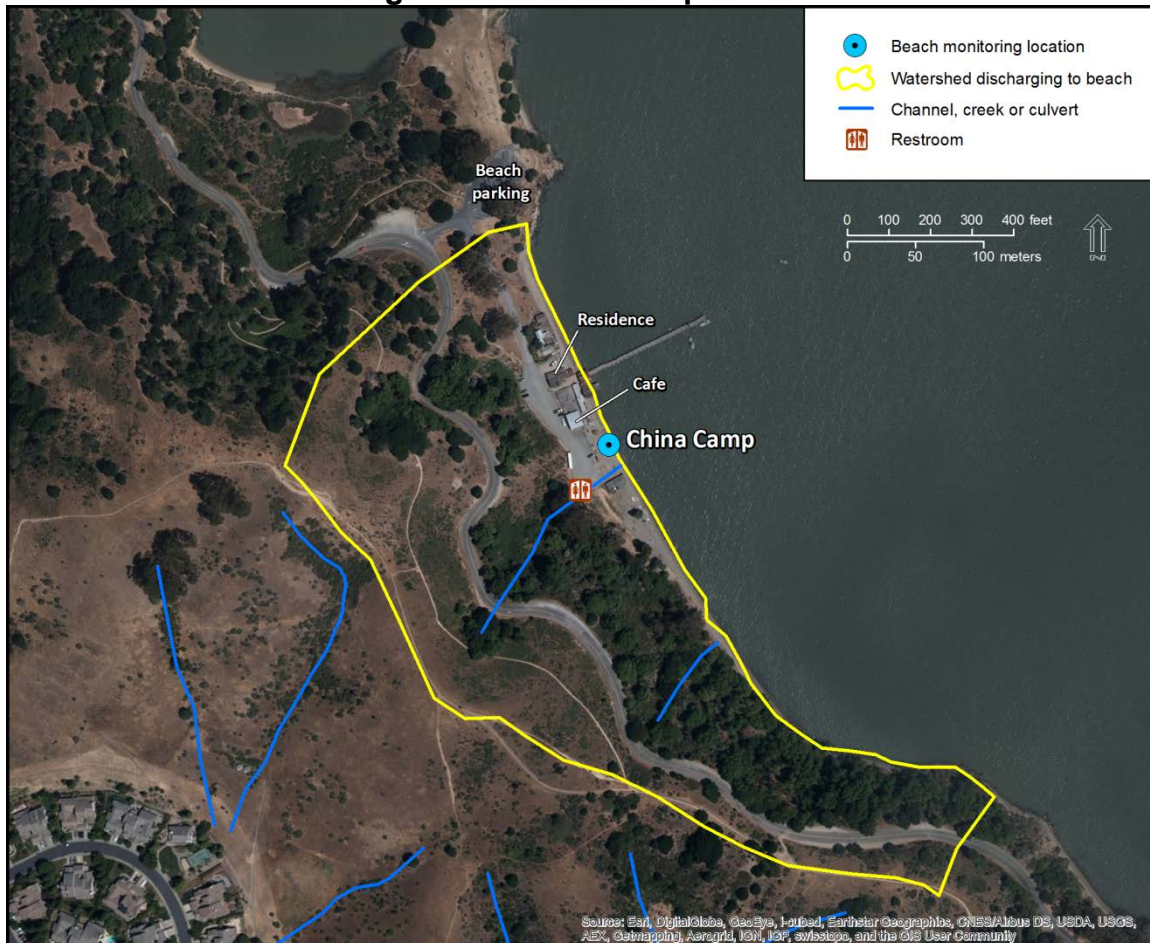 Beach monitoring location
Watershed discharging to beach
Channel, creek or culvert
Restroom
Beach
parking
0 100 200 300 400 feet
0 50 100 meters
Residence
Cafe
China Camp
Source: Esri, DigitalGlobe, GeoEye, i-cubed, Earthstar Geographics, CNES/Airbus DS, USDA, USGS,
AEX, Getmapping, Aerogrid, IGN, IGP, swisstopo, and the GIS User Community